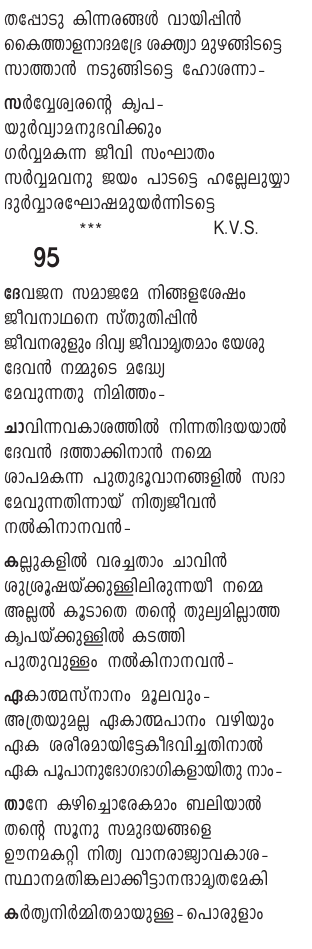 തപ്പോടു കിന്നരങ്ങൾ വായിപ്പിൻ
കൈത്താളനാദമഭ്രേ ശക്ത്യാ മുഴങ്ങിടട്ടെ
സാത്താൻ നടുങ്ങിടട്ടെ ഹോശന്നാ-
സർവ്വേശ്വരന്റെ കൃപ-
യുർവ്യാമനുഭവിക്കും
ഗർവ്വമകന്ന ജീവി സംഘാതം
സർവ്വമവനു ജയം പാടട്ടെ ഹല്ലേലുയ്യാ
ദുർവ്വാരഘോഷമുയർന്നിടട്ടെ
*** K.V.S.
95
ദേവജന സമാജമേ നിങ്ങളശേഷം
ജീവനാഥനെ സ്തുതിപ്പിൻ
ജീവനരുളും ദിവ്യ ജീവാമൃതമാം യേശു
ദേവൻ നമ്മുടെ മദ്ധ്യേ
മേവുന്നതു നിമിത്തം-
ചാവിന്നവകാശത്തിൽ നിന്നതിദയയാൽ
ദേവൻ ദത്താക്കിനാൻ നമ്മെ
ശാപമകന്ന പുതുഭൂവാനങ്ങളിൽ സദാ
മേവുന്നതിന്നായ് നിത്യജീവൻ
നൽകിനാനവൻ-
കല്ലുകളിൽ വരച്ചതാം ചാവിൻ
ശുശ്രൂഷയ്ക്കുള്ളിലിരുന്നയീ നമ്മെ
അല്ലൽ കൂടാതെ തന്റെ തുല്യമില്ലാത്ത
കൃപയ്ക്കുള്ളിൽ കടത്തി
പുതുവുള്ളം നൽകിനാനവൻ-
ഏകാത്മസ്നാനം മൂലവും-
അത്രയുമല്ല ഏകാത്മപാനം വഴിയും
ഏക ശരീരമായിട്ടേകീഭവിച്ചതിനാൽ
ഏക പൂപാനുഭോഗഭാഗികളായിതു നാം-
താനേ കഴിച്ചൊരേകമാം ബലിയാൽ
തന്റെ സൂനു സമുദയങ്ങളെ
ഊനമകറ്റി നിത്യ വാനരാജ്യാവകാശ-
സ്ഥാനമതിങ്കലാക്കീട്ടാനന്ദാമൃതമേകി
കർതൃനിർമ്മിതമായുള്ള-പൊരുളാം